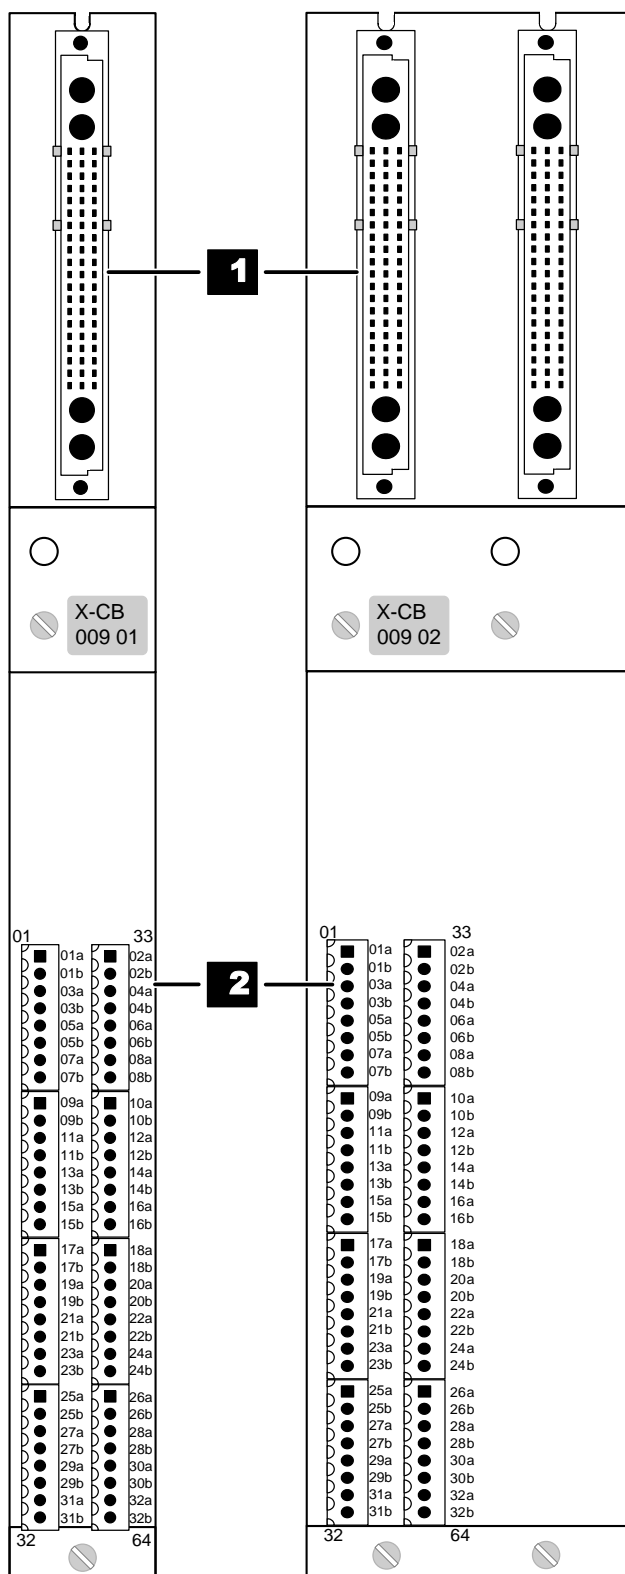 1
X-CB
009 01
X-CB
009 02
01 33
01a 02a
01b 02b
03a 04a
03b 04b
05a 06a
05b 06b
07a 08a
07b 08b
09a 10a
09b 10b
11a 12a
11b 12b
13a 14a
13b 14b
15a 16a
15b 16b
17a 18a
17b 18b
19a 20a
19b 20b
21a 22a
21b 22b
23a 24a
23b 24b
25a 26a
25b 26b
27a 28a
27b 28b
29a 30a
29b 30b
31a 32a
31b 32b
32 64
2
01 33
01a 02a
01b 02b
03a 04a
03b 04b
05a 06a
05b 06b
07a 08a
07b 08b
09a 10a
09b 10b
11a 12a
11b 12b
13a 14a
13b 14b
15a 16a
15b 16b
17a 18a
17b 18b
19a 20a
19b 20b
21a 22a
21b 22b
23a 24a
23b 24b
25a 26a
25b 26b
27a 28a
27b 28b
29a 30a
29b 30b
31a 32a
31b 32b
32 64